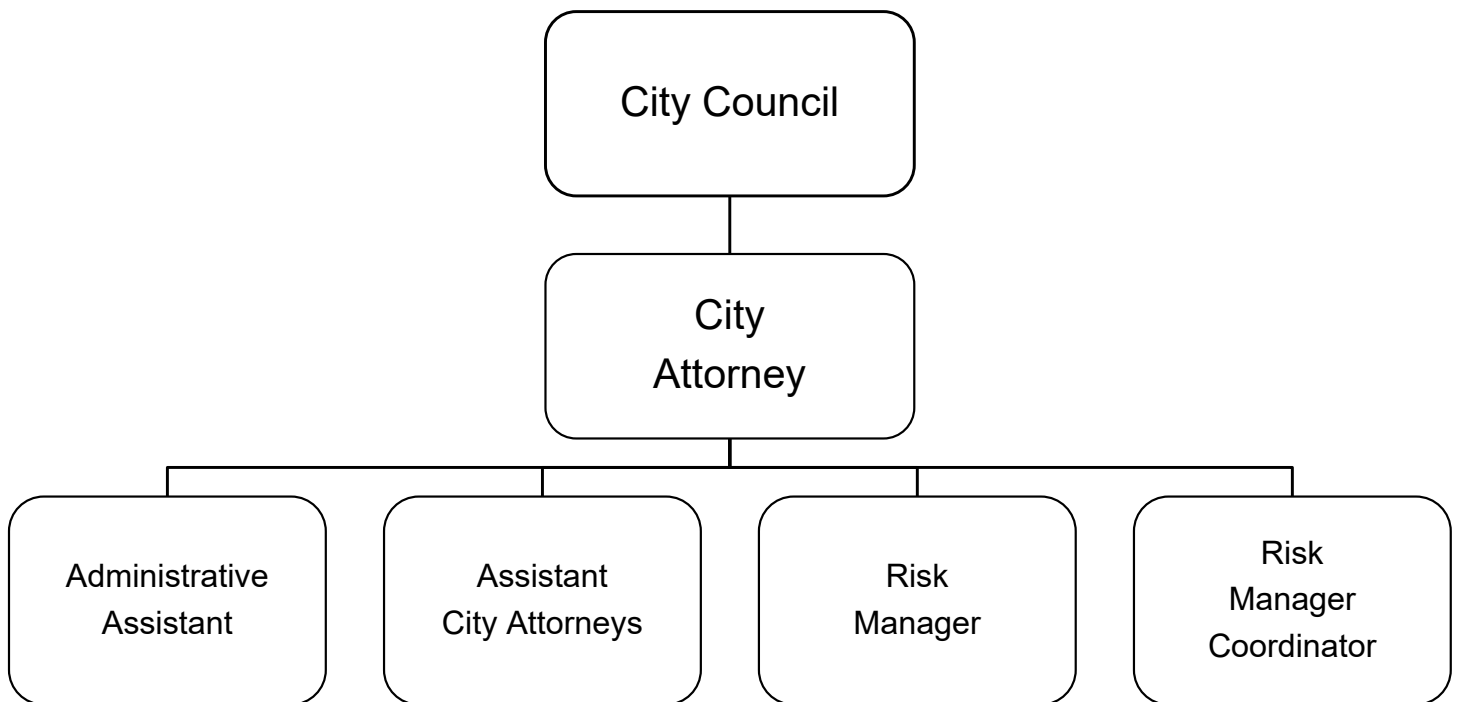 City Council
City
Attorney
Administrative
Assistant
Assistant
City Attorneys
Risk
Manager
Risk
Manager
Coordinator